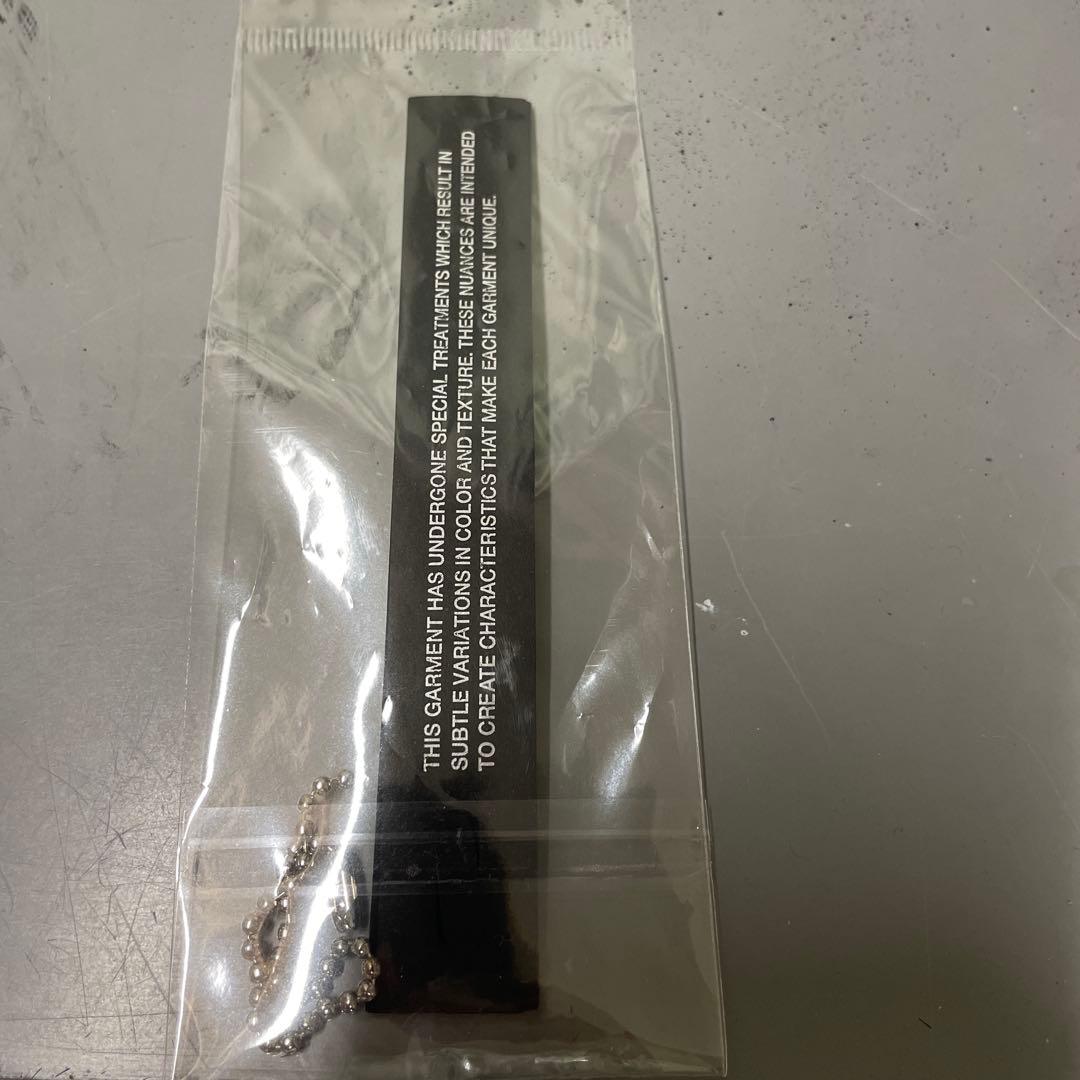 THIS GARMENT HAS UNDERGONE SPECIAL TREATMENTS WHICH RESULT IN
SUBTLE VARIATIONS IN COLOR AND TEXTURE. THESE NUANCES ARE INTENDED
TO CREATE CHARACTERISTICS THAT MAKE EACH GARMENT UNIQUE.